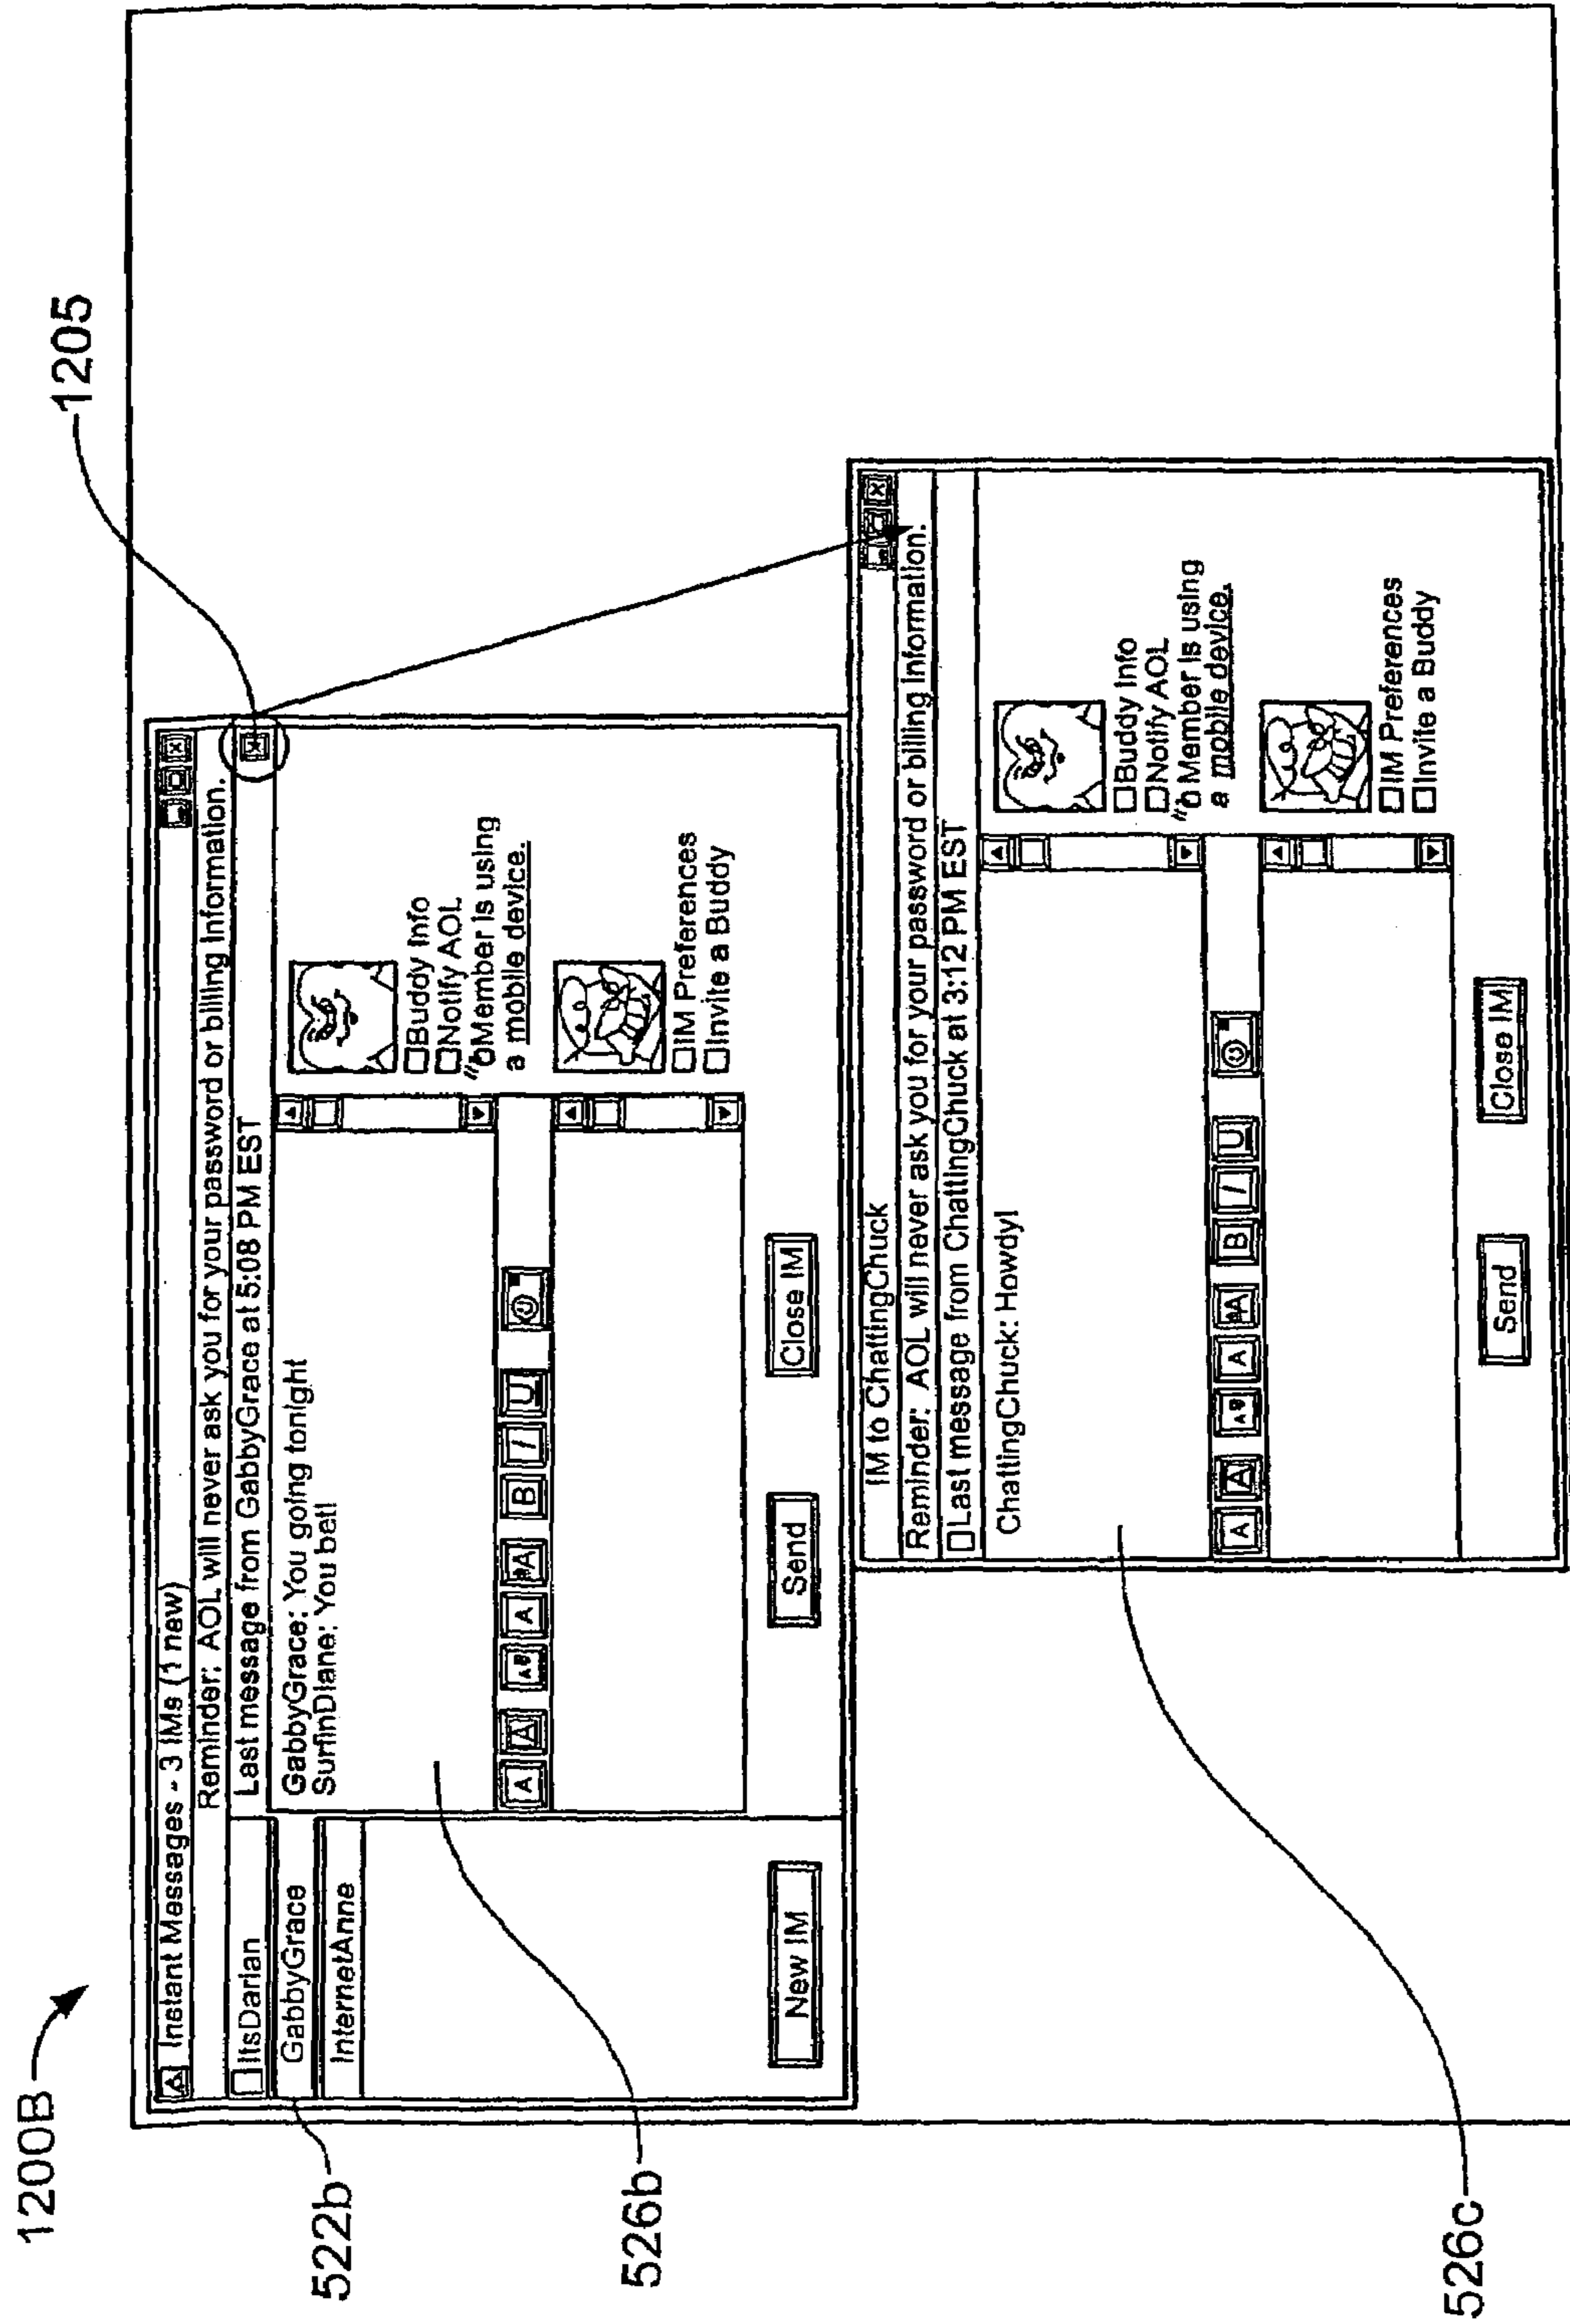 1200B
1205
Instant Messages - 3 IMs (1 new)
Reminder: AOL will never ask you for your password or billing Information.
ItsDarian
GabbyGrace
InternetAnne
New IM
Last message from GabbyGrace at 5:08 PM EST
GabbyGrace: You going tonight
SurfinDiane: You bet!
A A A A B I U
Send
Close IM
Buddy Info
Notify AOL
Member is using
a mobile device.
IM Preferences
Invite a Buddy
522b
526b
IM to ChattingChuck
Reminder: AOL will never ask you for your password or billing Information.
Last message from ChattingChuck at 3:12 PM EST
ChattingChuck: Howdy!
A A A A B I U
Send
Close IM
Buddy Info
Notify AOL
Member is using
a mobile device.
IM Preferences
Invite a Buddy
526c